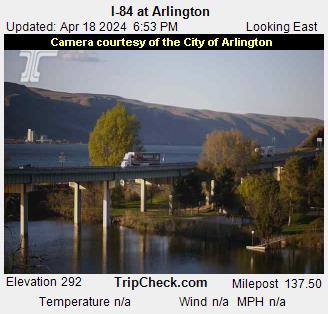 I-84 at Arlington
Updated: Apr 18 2024 6:53 PM Looking East
Camera courtesy of the City of Arlington
Elevation 292 TripCheck.com Milepost 137.50
Temperature n/a Wind n/a MPH n/a